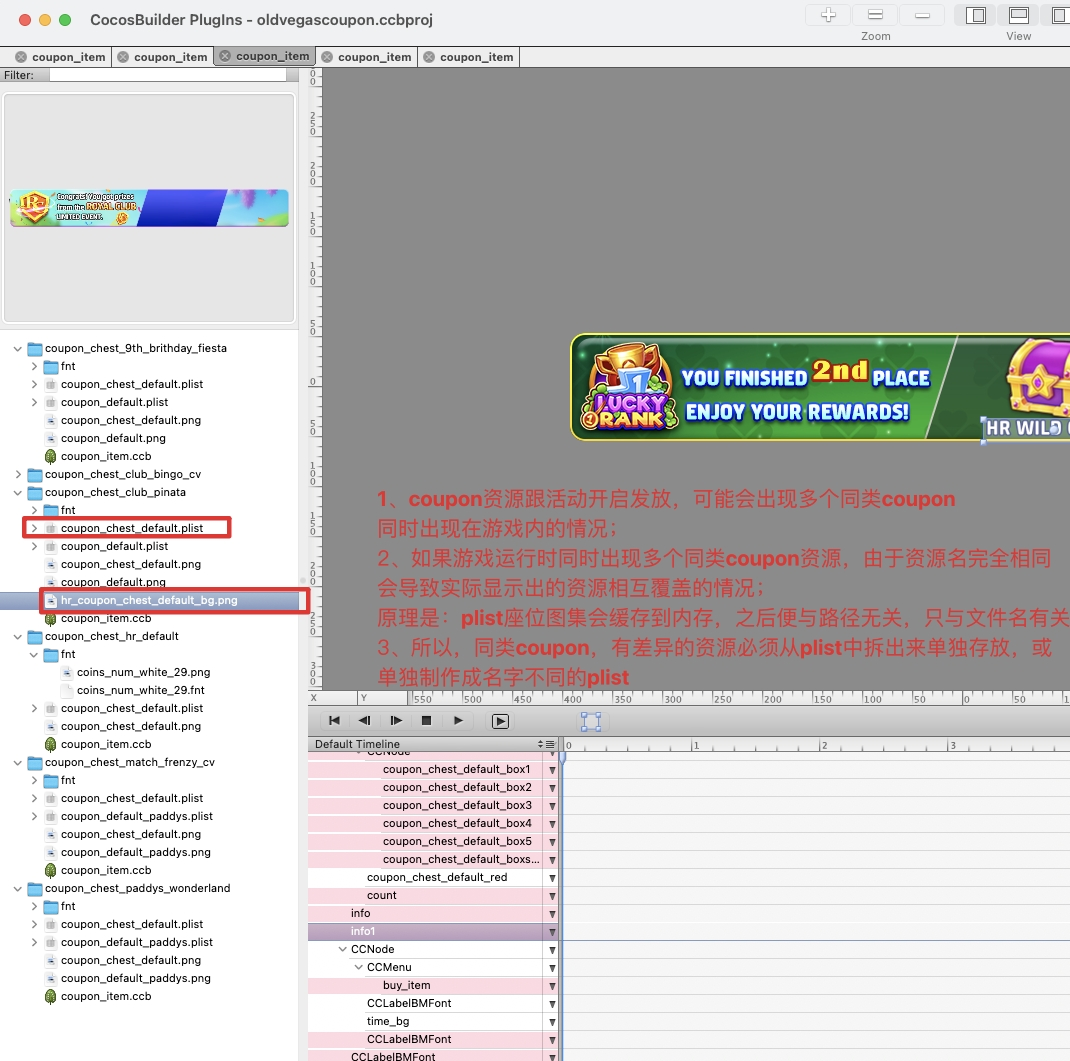 CocosBuilder PlugIns - oldvegascoupon.ccbproj
Zoom
View
coupon_item
coupon_item
coupon_item
coupon_item
coupon_item
Filter:
Congrats! You got prizes
from the ROYAL CLUB
LIMITED EVENT.
coupon_chest_9th_brithday_fiesta
fnt
coupon_chest_default.plist
coupon_default.plist
coupon_chest_default.png
coupon_default.png
coupon_item.ccb
coupon_chest_club_bingo_cv
coupon_chest_club_pinata
fnt
coupon_chest_default.plist
coupon_default.plist
coupon_chest_default.png
coupon_default.png
hr_coupon_chest_default_bg.png
coupon_item.ccb
coupon_chest_hr_default
fnt
coins_num_white_29.png
coins_num_white_29.fnt
coupon_chest_default.plist
coupon_chest_default.png
coupon_item.ccb
coupon_chest_match_frenzy_cv
fnt
coupon_chest_default.plist
coupon_default_paddys.plist
coupon_chest_default.png
coupon_default_paddys.png
coupon_item.ccb
coupon_chest_paddys_wonderland
fnt
coupon_chest_default.plist
coupon_default_paddys.plist
coupon_chest_default.png
coupon_default_paddys.png
coupon_item.ccb
LUCKY
RANK
YOU FINISHED 2nd PLACE
ENJOY YOUR REWARDS!
HR WILD
1、coupon资源跟活动开启发放，可能会出现多个同类coupon
同时出现在游戏内的情况；
2、如果游戏运行时同时出现多个同类coupon资源，由于资源名完全相同
会导致实际显示出的资源相互覆盖的情况；
原理是：plist座位图集会缓存到内存，之后便与路径无关，只与文件名有关
3、所以，同类coupon，有差异的资源必须从plist中拆出来单独存放，或
单独制作成名字不同的plist
X Y 550 500 450 400 350 300 250 200 150 100 50 0 50
Default Timeline
0 1 2 3
CCNode
coupon_chest_default_box1
coupon_chest_default_box2
coupon_chest_default_box3
coupon_chest_default_box4
coupon_chest_default_box5
coupon_chest_default_boxs...
coupon_chest_default_red
count
info
info1
CCNode
CCMenu
buy_item
CCLabelBMFont
time_bg
CCLabelBMFont
CCLabelBMFont